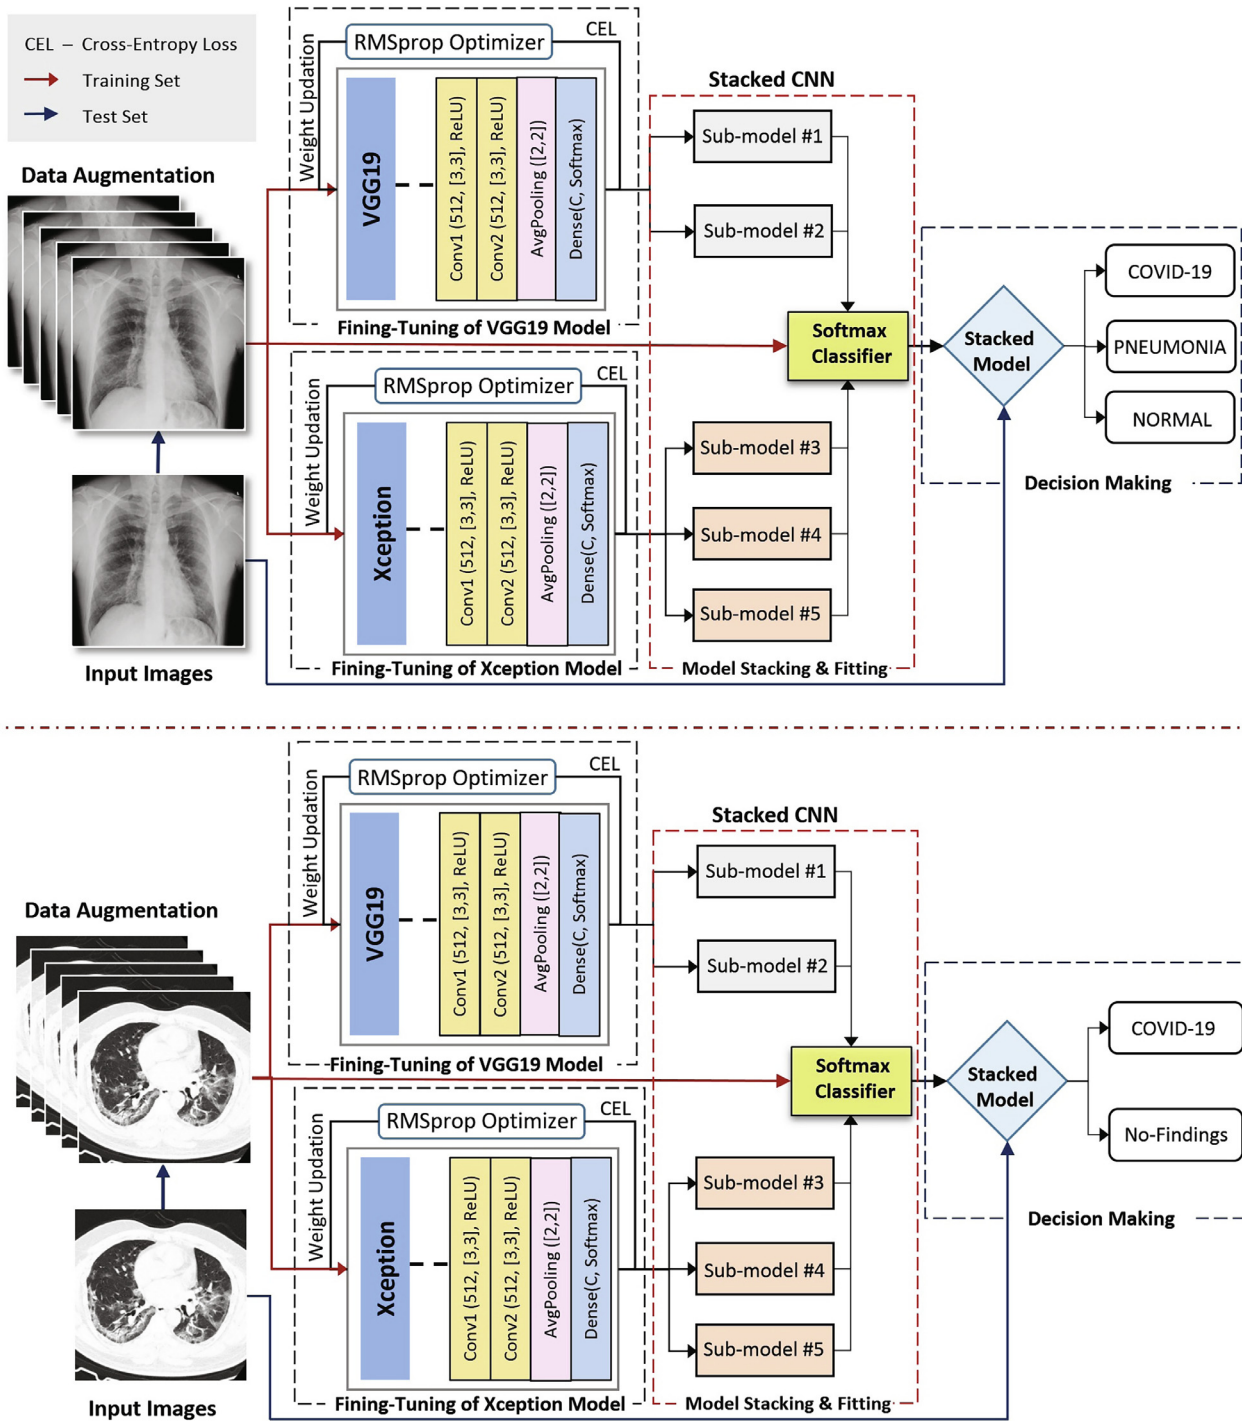 CEL – Cross-Entropy Loss
Training Set
Test Set
Data Augmentation
Input Images
RMSprop Optimizer
CEL
Weight Updation
VGG19
Conv1 (512, [3,3], ReLU)
Conv2 (512, [3,3], ReLU)
AvgPooling ([2,2])
Dense(C, Softmax)
Fining-Tuning of VGG19 Model
RMSprop Optimizer
CEL
Weight Updation
Xception
Conv1 (512, [3,3], ReLU)
Conv2 (512, [3,3], ReLU)
AvgPooling ([2,2])
Dense(C, Softmax)
Fining-Tuning of Xception Model
Stacked CNN
Sub-model #1
Sub-model #2
Softmax
Classifier
Sub-model #3
Sub-model #4
Sub-model #5
Model Stacking & Fitting
Stacked
Model
COVID-19
PNEUMONIA
NORMAL
Decision Making
Data Augmentation
Input Images
RMSprop Optimizer
CEL
Weight Updation
VGG19
Conv1 (512, [3,3], ReLU)
Conv2 (512, [3,3], ReLU)
AvgPooling ([2,2])
Dense(C, Softmax)
Fining-Tuning of VGG19 Model
RMSprop Optimizer
CEL
Weight Updation
Xception
Conv1 (512, [3,3], ReLU)
Conv2 (512, [3,3], ReLU)
AvgPooling ([2,2])
Dense(C, Softmax)
Fining-Tuning of Xception Model
Stacked CNN
Sub-model #1
Sub-model #2
Softmax
Classifier
Sub-model #3
Sub-model #4
Sub-model #5
Model Stacking & Fitting
Stacked
Model
COVID-19
No-Findings
Decision Making